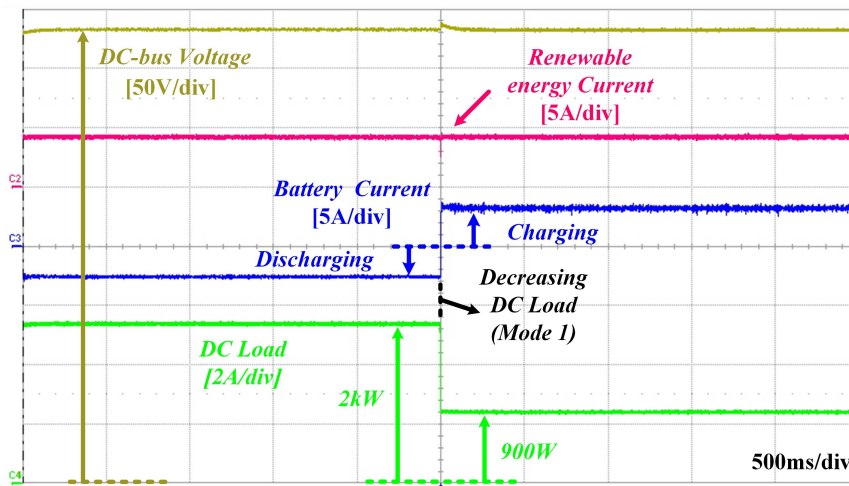 DC-bus Voltage
[50V/div]
Renewable
energy Current
[5A/div]
C2
Battery Current
[5A/div]
C3
Charging
Discharging
Decreasing
DC Load
(Mode 1)
DC Load
[2A/div]
2kW
900W
500ms/div
C4